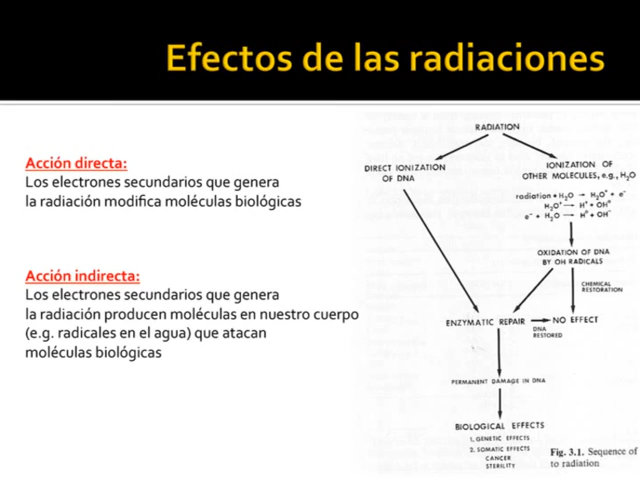 Efectos de las radiaciones
Acción directa:
Los electrones secundarios que genera
la radiación modifica moléculas biológicas
Acción indirecta:
Los electrones secundarios que genera
la radiación producen moléculas en nuestro cuerpo
(e.g. radicales en el agua) que atacan
moléculas biológicas
RADIATION
DIRECT IONIZATION
OF DNA
IONIZATION OF
OTHER MOLECULES, e.g., H₂O
radiation + H₂O → H₂O⁺ + e⁻
H₂O⁺ → H⁺ + OH⁰
e⁻ + H₂O → H⁰ + OH⁻
OXIDATION OF DNA
BY OH RADICALS
CHEMICAL
RESTORATION
ENZYMATIC REPAIR → NO EFFECT
DNA
RESTORED
PERMANENT DAMAGE IN DNA
BIOLOGICAL EFFECTS
1. GENETIC EFFECTS
2. SOMATIC EFFECTS
CANCER
STERILITY
Fig. 3.1. Sequence of
to radiation